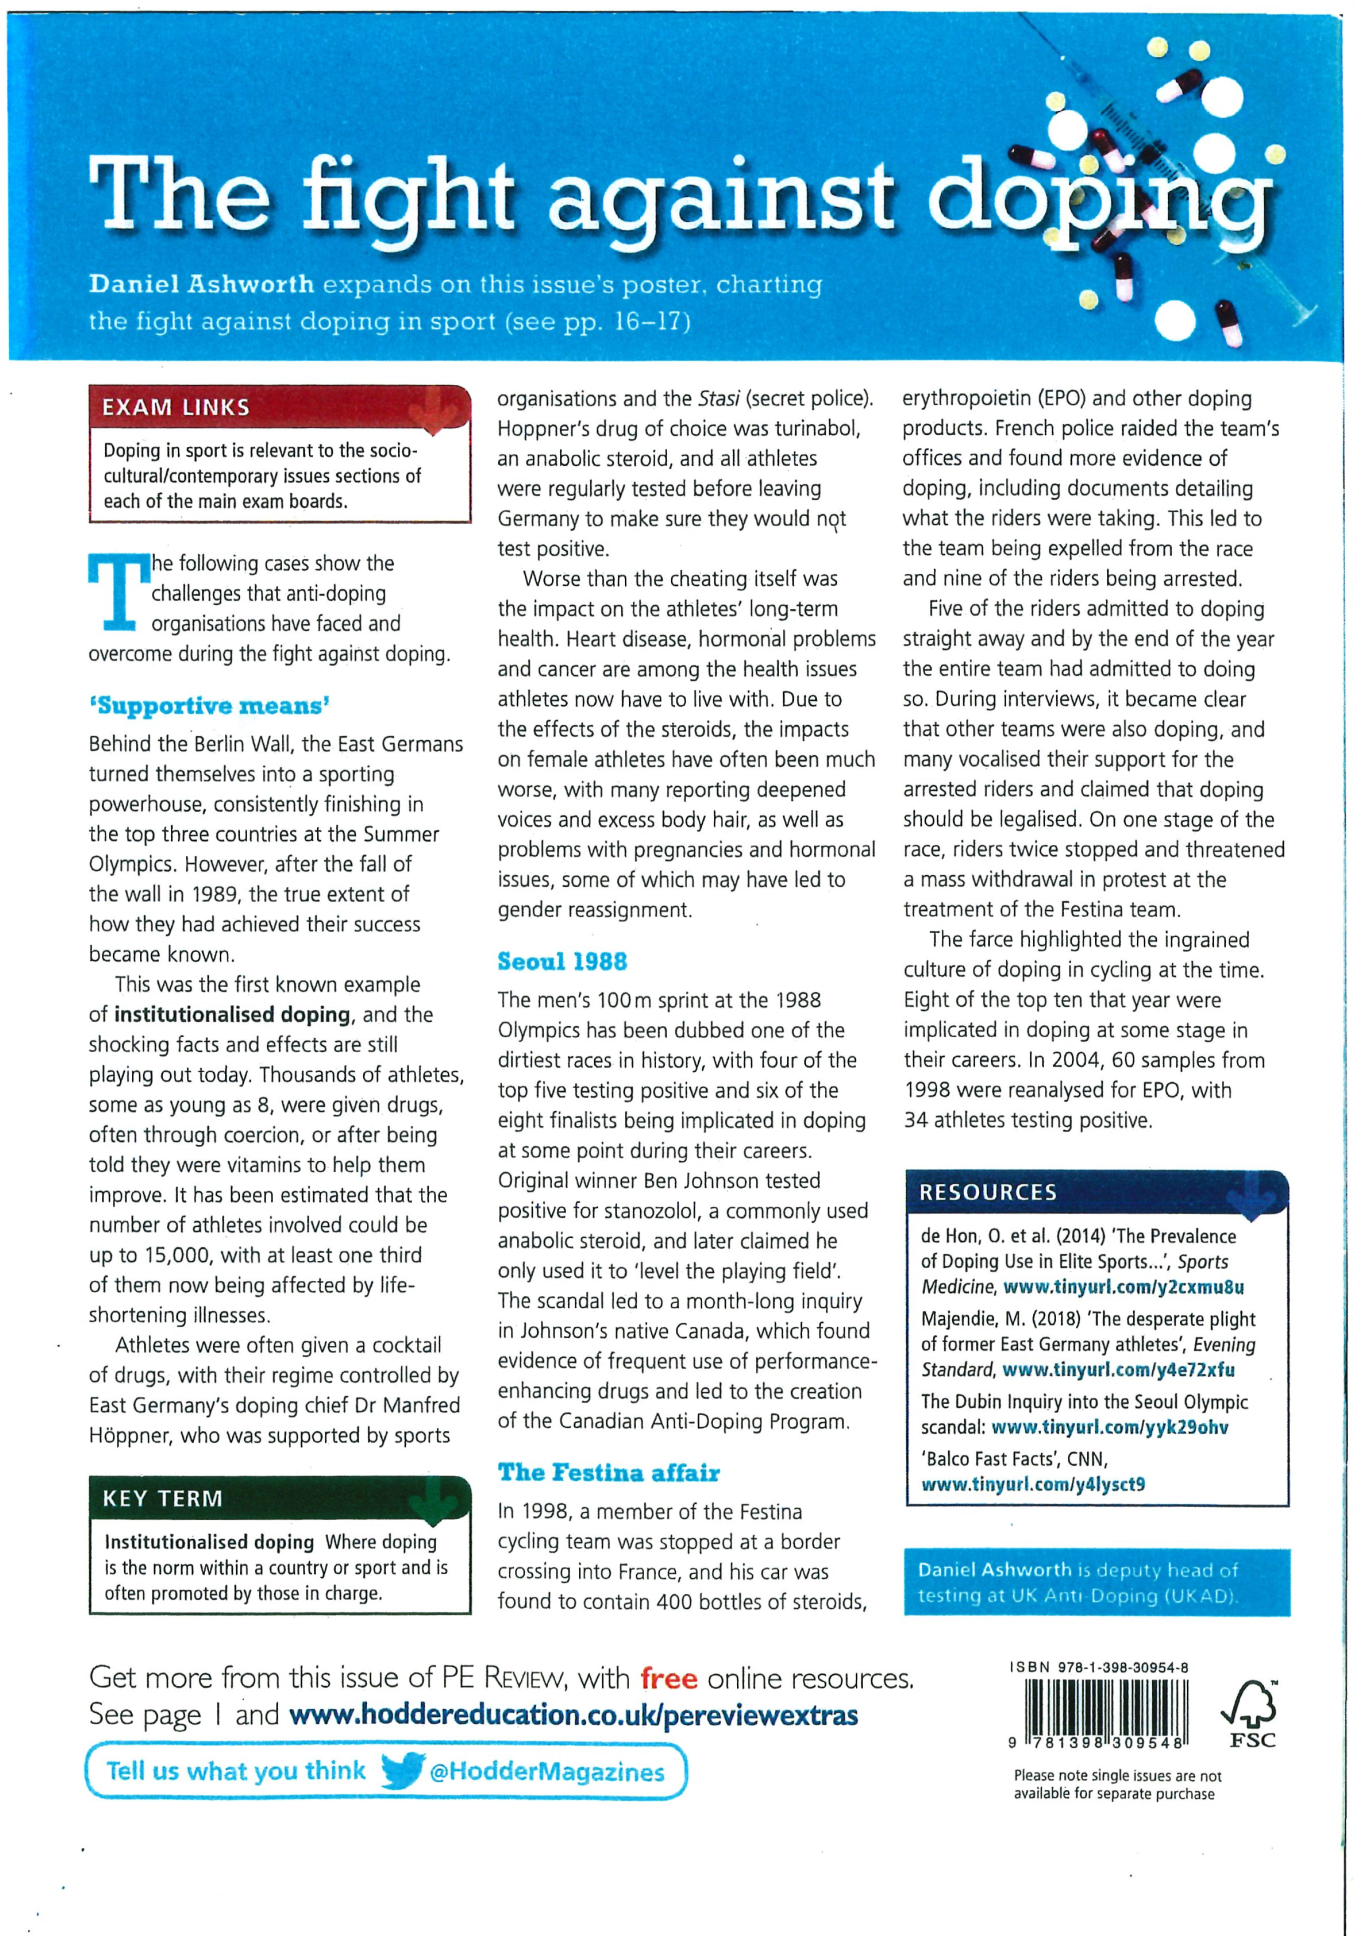 The fight against doping
Daniel Ashworth expands on this issue's poster, charting
the fight against doping in sport (see pp. 16–17)
EXAM LINKS
Doping in sport is relevant to the socio-
cultural/contemporary issues sections of
each of the main exam boards.
The following cases show the
challenges that anti-doping
organisations have faced and
overcome during the fight against doping.
'Supportive means'
Behind the Berlin Wall, the East Germans
turned themselves into a sporting
powerhouse, consistently finishing in
the top three countries at the Summer
Olympics. However, after the fall of
the wall in 1989, the true extent of
how they had achieved their success
became known.
This was the first known example
of institutionalised doping, and the
shocking facts and effects are still
playing out today. Thousands of athletes,
some as young as 8, were given drugs,
often through coercion, or after being
told they were vitamins to help them
improve. It has been estimated that the
number of athletes involved could be
up to 15,000, with at least one third
of them now being affected by life-
shortening illnesses.
Athletes were often given a cocktail
of drugs, with their regime controlled by
East Germany's doping chief Dr Manfred
Höppner, who was supported by sports
KEY TERM
Institutionalised doping Where doping
is the norm within a country or sport and is
often promoted by those in charge.
organisations and the Stasi (secret police).
Hoppner's drug of choice was turinabol,
an anabolic steroid, and all athletes
were regularly tested before leaving
Germany to make sure they would not
test positive.
Worse than the cheating itself was
the impact on the athletes' long-term
health. Heart disease, hormonal problems
and cancer are among the health issues
athletes now have to live with. Due to
the effects of the steroids, the impacts
on female athletes have often been much
worse, with many reporting deepened
voices and excess body hair, as well as
problems with pregnancies and hormonal
issues, some of which may have led to
gender reassignment.
Seoul 1988
The men's 100 m sprint at the 1988
Olympics has been dubbed one of the
dirtiest races in history, with four of the
top five testing positive and six of the
eight finalists being implicated in doping
at some point during their careers.
Original winner Ben Johnson tested
positive for stanozolol, a commonly used
anabolic steroid, and later claimed he
only used it to 'level the playing field'.
The scandal led to a month-long inquiry
in Johnson's native Canada, which found
evidence of frequent use of performance-
enhancing drugs and led to the creation
of the Canadian Anti-Doping Program.
The Festina affair
In 1998, a member of the Festina
cycling team was stopped at a border
crossing into France, and his car was
found to contain 400 bottles of steroids,
erythropoietin (EPO) and other doping
products. French police raided the team's
offices and found more evidence of
doping, including documents detailing
what the riders were taking. This led to
the team being expelled from the race
and nine of the riders being arrested.
Five of the riders admitted to doping
straight away and by the end of the year
the entire team had admitted to doing
so. During interviews, it became clear
that other teams were also doping, and
many vocalised their support for the
arrested riders and claimed that doping
should be legalised. On one stage of the
race, riders twice stopped and threatened
a mass withdrawal in protest at the
treatment of the Festina team.
The farce highlighted the ingrained
culture of doping in cycling at the time.
Eight of the top ten that year were
implicated in doping at some stage in
their careers. In 2004, 60 samples from
1998 were reanalysed for EPO, with
34 athletes testing positive.
RESOURCES
de Hon, O. et al. (2014) 'The Prevalence
of Doping Use in Elite Sports...', Sports
Medicine, www.tinyurl.com/y2cxmu8u
Majendie, M. (2018) 'The desperate plight
of former East Germany athletes', Evening
Standard, www.tinyurl.com/y4e72xfu
The Dubin Inquiry into the Seoul Olympic
scandal: www.tinyurl.com/yyk29ohv
'Balco Fast Facts', CNN,
www.tinyurl.com/y4lysct9
Daniel Ashworth is deputy head of
testing at UK Anti-Doping (UKAD).
Get more from this issue of PE REVIEW, with free online resources.
See page 1 and www.hoddereducation.co.uk/pereviewextras
Tell us what you think @HodderMagazines
ISBN 978-1-398-30954-8
9 781398 309548
FSC™
Please note single issues are not
available for separate purchase